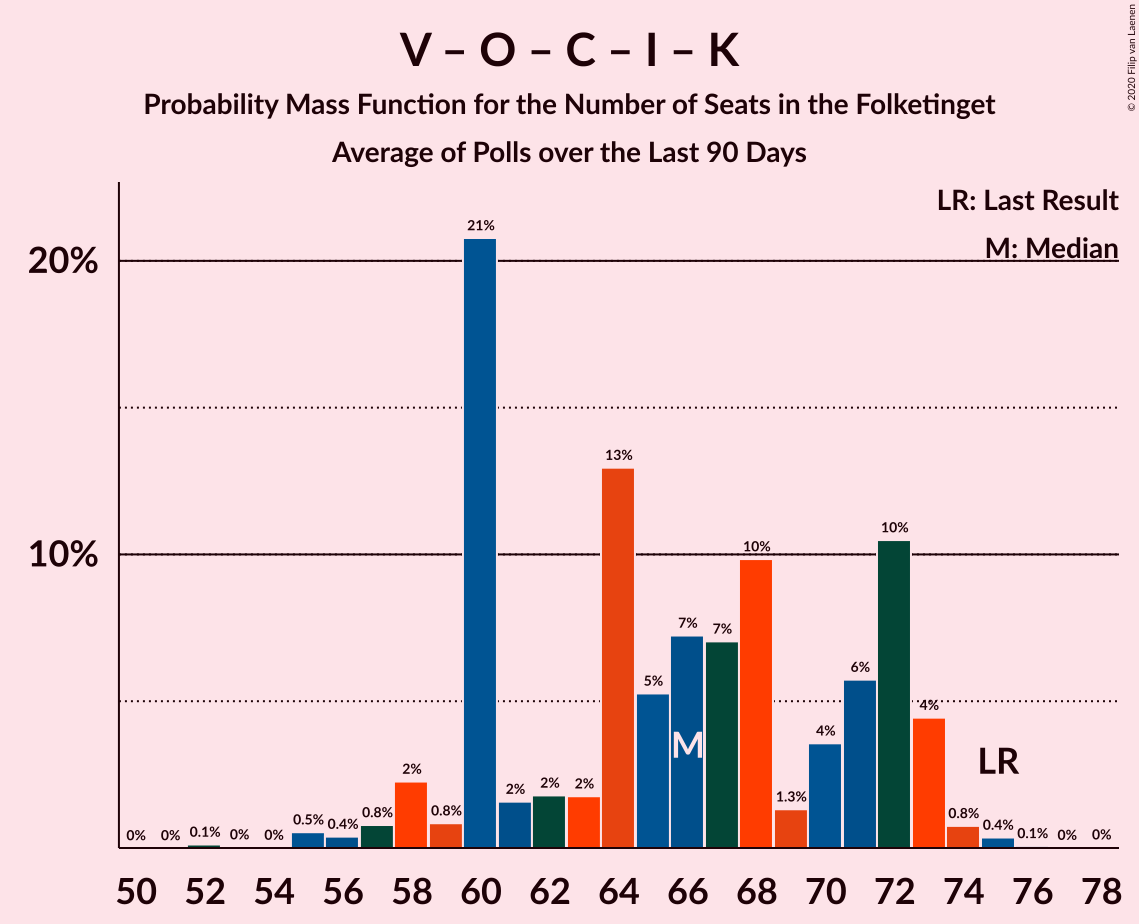 V – O – C – I – K
Probability Mass Function for the Number of Seats in the Folketinget
Average of Polls over the Last 90 Days
© 2020 Filip van Laenen
LR: Last Result
M: Median
20%
10%
0% 0% 0.1% 0% 0% 0.5% 0.4% 0.8% 2% 0.8% 21% 2% 2% 2% 13% 5% 7% 7% 10% 1.3% 4% 6% 10% 4% 0.8% 0.4% 0.1% 0% 0%
M
LR
50 52 54 56 58 60 62 64 66 68 70 72 74 76 78